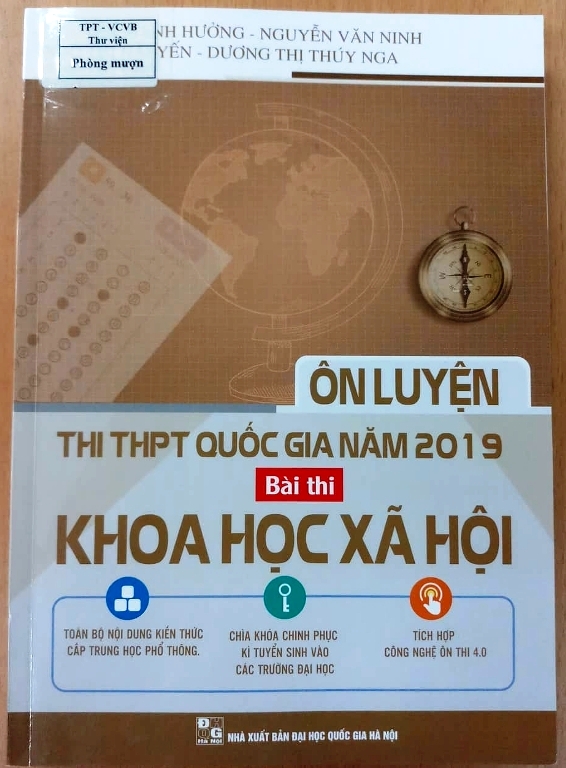 TPT - VCVB
Thư viện
Phòng mượn
HƯỞNG - NGUYỄN VĂN NINH
DƯƠNG THỊ THÚY NGA
ÔN LUYỆN
THI THPT QUỐC GIA NĂM 2019
Bài thi
KHOA HỌC XÃ HỘI
TOÀN BỘ NỘI DUNG KIẾN THỨC
CẤP TRUNG HỌC PHỔ THÔNG.
CHÌA KHÓA CHINH PHỤC
KÌ TUYỂN SINH VÀO
CÁC TRƯỜNG ĐẠI HỌC
TÍCH HỢP
CÔNG NGHỆ ÔN THI 4.0
NHÀ XUẤT BẢN ĐẠI HỌC QUỐC GIA HÀ NỘI